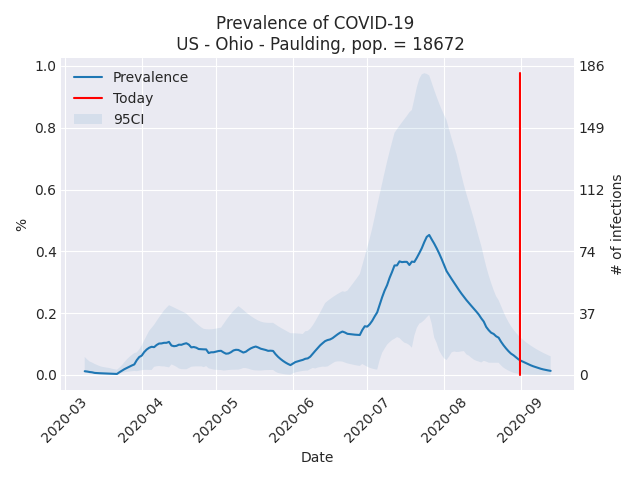 Prevalence of COVID-19
US - Ohio - Paulding, pop. = 18672
Prevalence
Today
95CI
1.0
0.8
0.6
0.4
0.2
0.0
%
186
149
112
74
37
0
# of infections
2020-03
2020-04
2020-05
2020-06
2020-07
2020-08
2020-09
Date